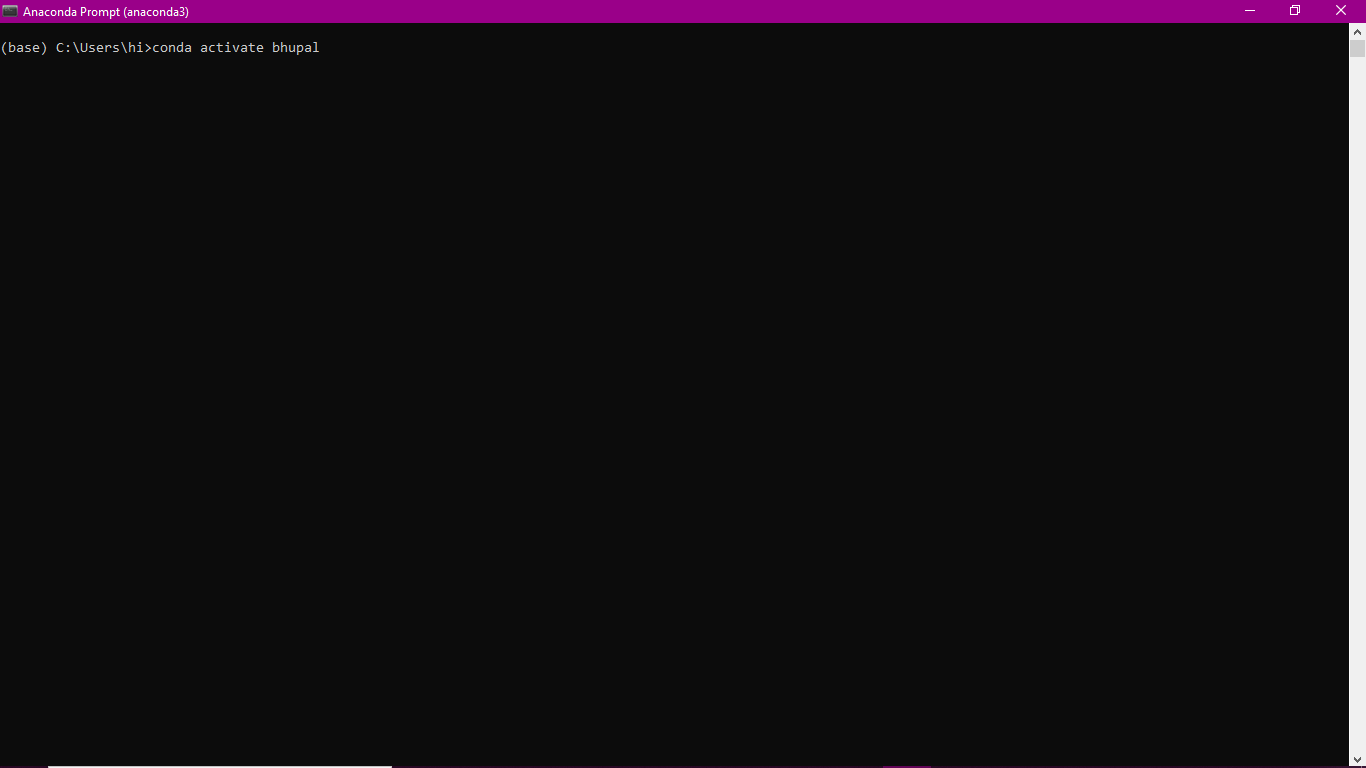 Anaconda Prompt (anaconda3)
(base) C:\Users\hi>conda activate bhupal